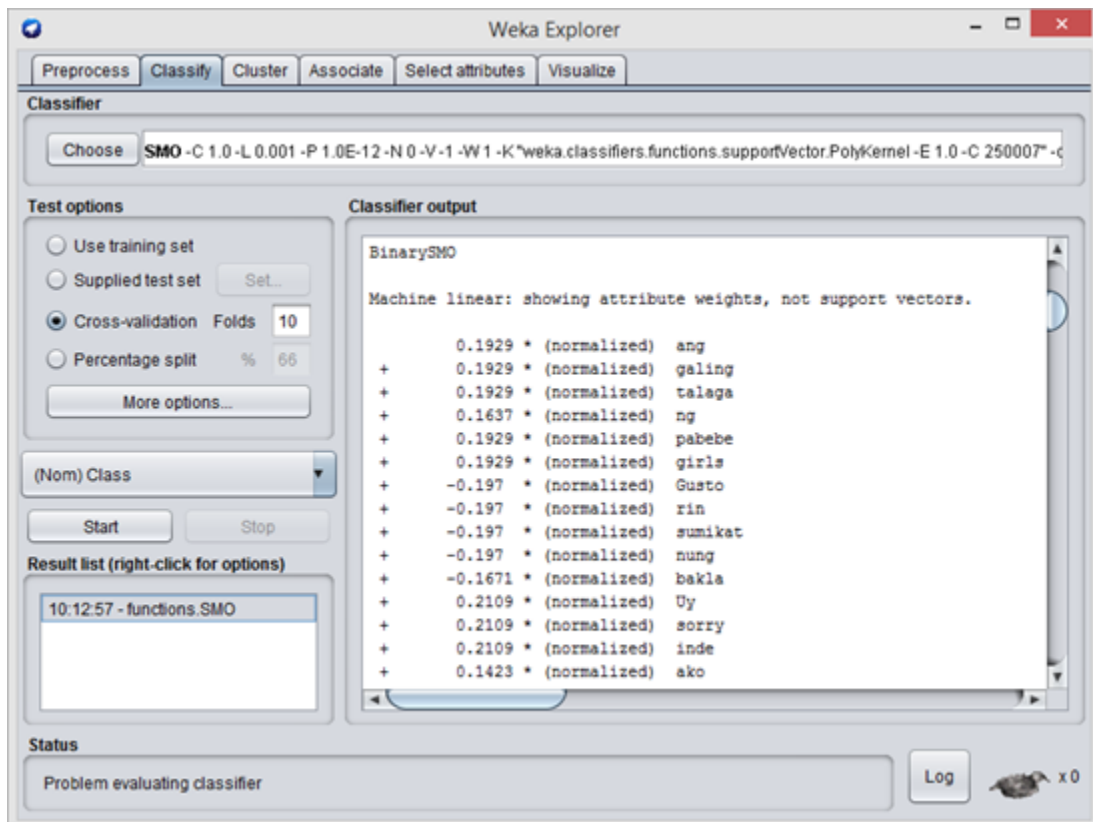 Weka Explorer
Preprocess Classify Cluster Associate Select attributes Visualize
Classifier
Choose SMO -C 1.0 -L 0.001 -P 1.0E-12 -N 0 -V -1 -W 1 -K "weka.classifiers.functions.supportVector.PolyKernel -E 1.0 -C 250007" -c
Test options
Use training set
Supplied test set Set...
Cross-validation Folds 10
Percentage split % 66
More options...
(Nom) Class
Start Stop
Result list (right-click for options)
10:12:57 - functions.SMO
Classifier output
BinarySMO
Machine linear: showing attribute weights, not support vectors.
0.1929 * (normalized) ang
+ 0.1929 * (normalized) galing
+ 0.1929 * (normalized) talaga
+ 0.1637 * (normalized) ng
+ 0.1929 * (normalized) pabebe
+ 0.1929 * (normalized) girls
+ -0.197 * (normalized) Gusto
+ -0.197 * (normalized) rin
+ -0.197 * (normalized) sumikat
+ -0.197 * (normalized) nung
+ -0.1671 * (normalized) bakla
+ 0.2109 * (normalized) Uy
+ 0.2109 * (normalized) sorry
+ 0.2109 * (normalized) inde
+ 0.1423 * (normalized) ako
Status
Problem evaluating classifier
Log x 0